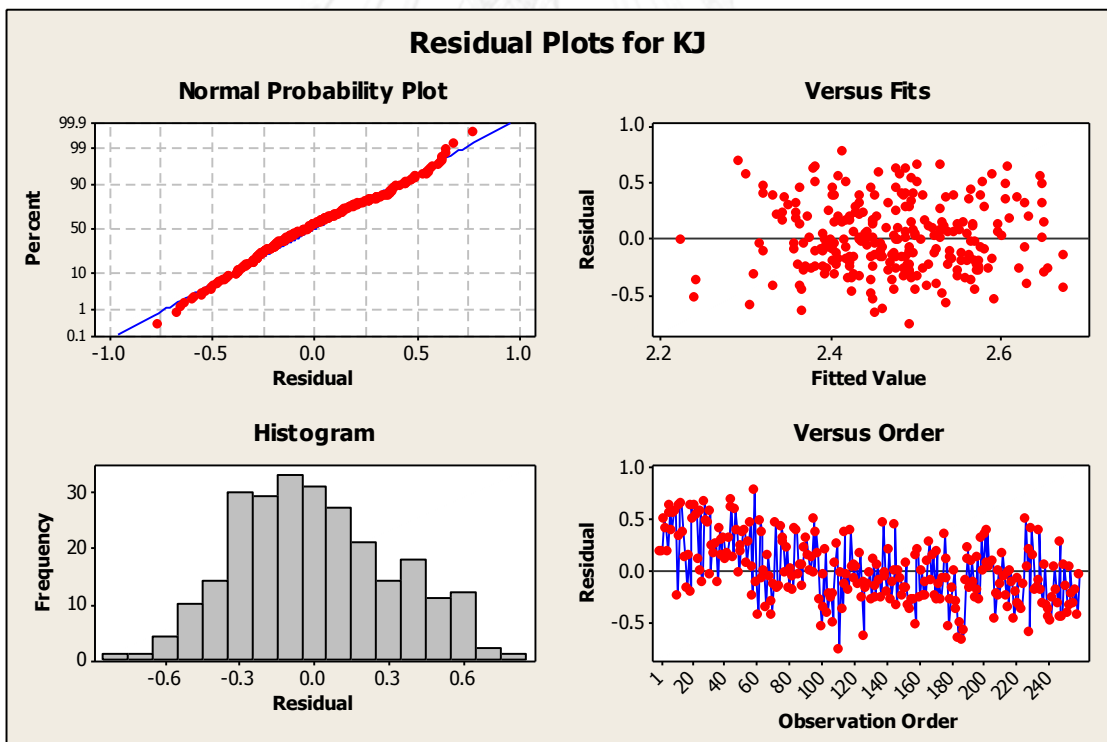 Residual Plots for KJ
Normal Probability Plot
99.9
99
90
50
10
1
0.1
Percent
-1.0 -0.5 0.0 0.5 1.0
Residual
Versus Fits
1.0
0.5
0.0
-0.5
Residual
2.2 2.4 2.6
Fitted Value
Histogram
30
20
10
0
Frequency
-0.6 -0.3 0.0 0.3 0.6
Residual
Versus Order
1.0
0.5
0.0
-0.5
Residual
1 20 40 60 80 100 120 140 160 180 200 220 240
Observation Order